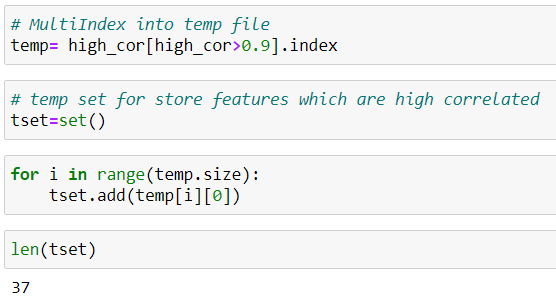 # MultiIndex into temp file
temp= high_cor[high_cor>0.9].index
# temp set for store features which are high correlated
tset=set()
for i in range(temp.size):
    tset.add(temp[i][0])
len(tset)
37